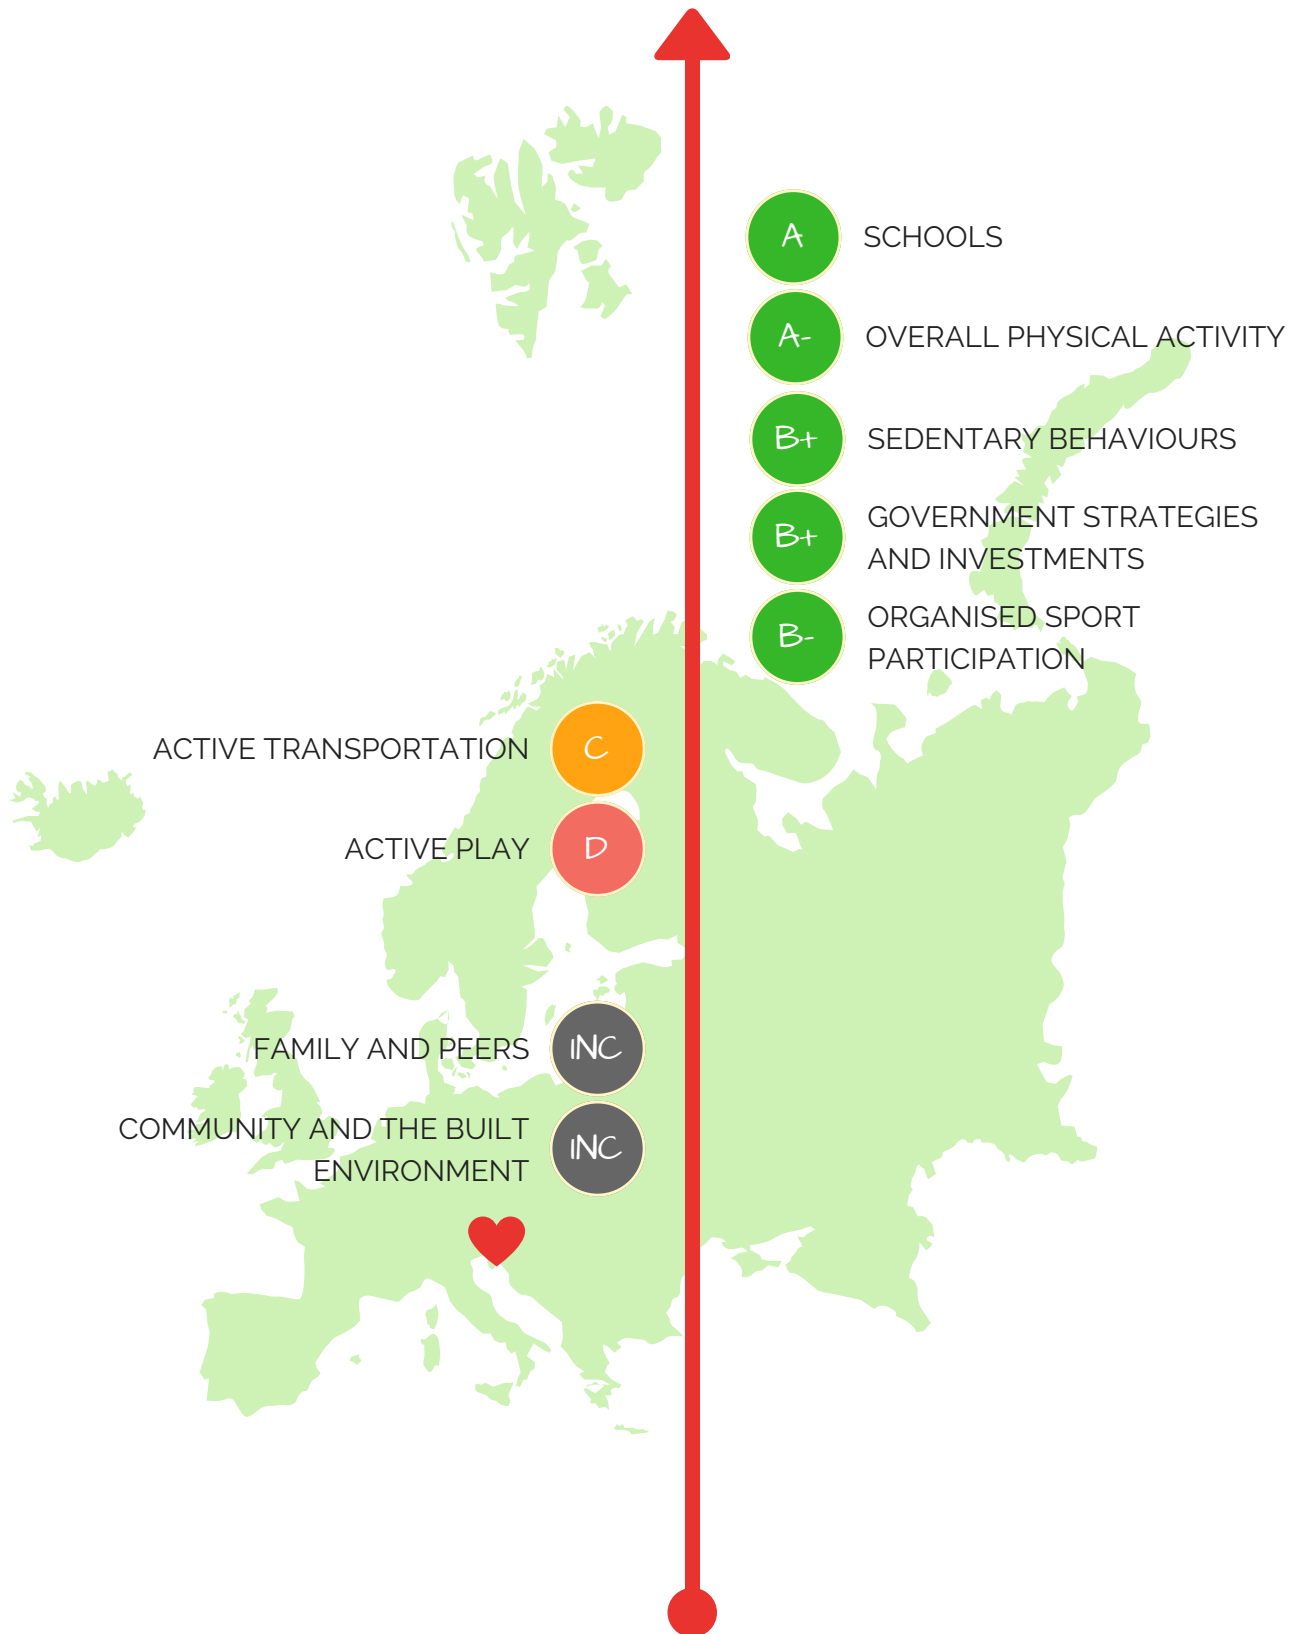 A SCHOOLS
A- OVERALL PHYSICAL ACTIVITY
B+ SEDENTARY BEHAVIOURS
B+ GOVERNMENT STRATEGIES
AND INVESTMENTS
B- ORGANISED SPORT
PARTICIPATION
ACTIVE TRANSPORTATION C
ACTIVE PLAY D
FAMILY AND PEERS INC
COMMUNITY AND THE BUILT
ENVIRONMENT INC